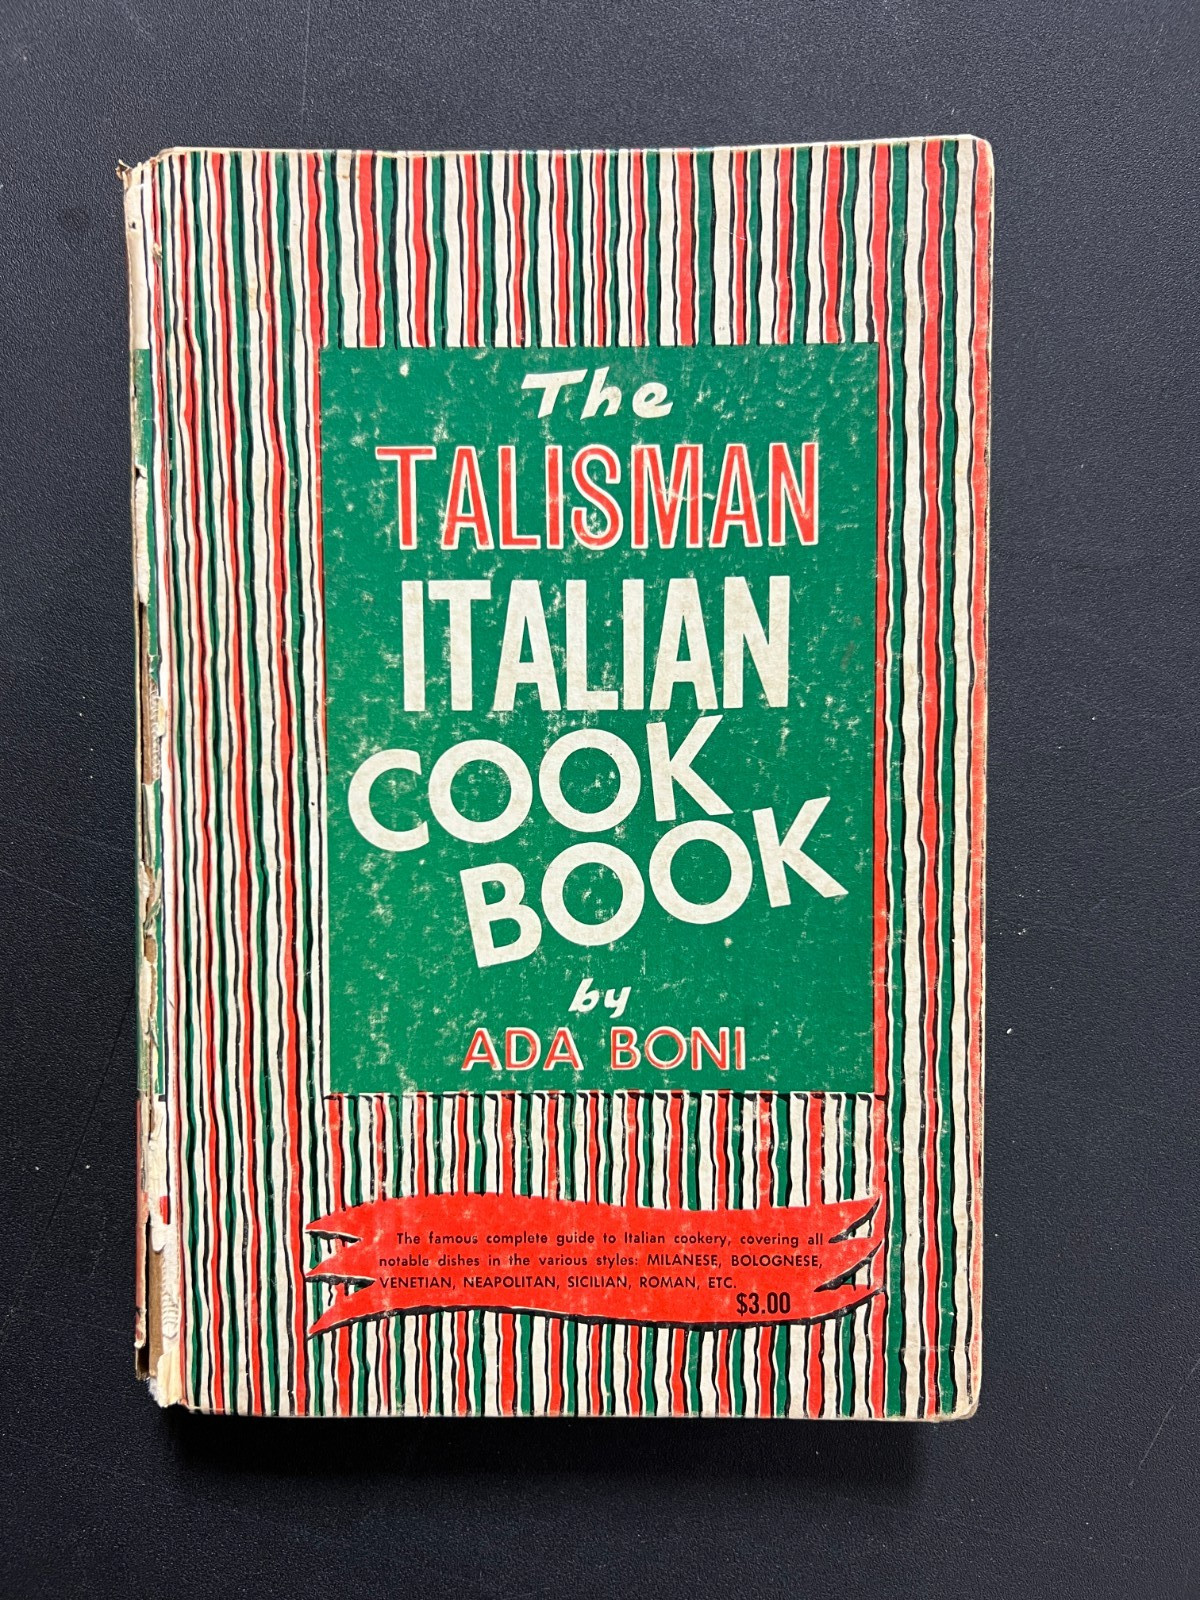 The
TALISMAN
ITALIAN
COOK
BOOK
by
ADA BONI
The famous complete guide to Italian cookery, covering all
notable dishes in the various styles: MILANESE, BOLOGNESE,
VENETIAN, NEAPOLITAN, SICILIAN, ROMAN, ETC.
$3.00